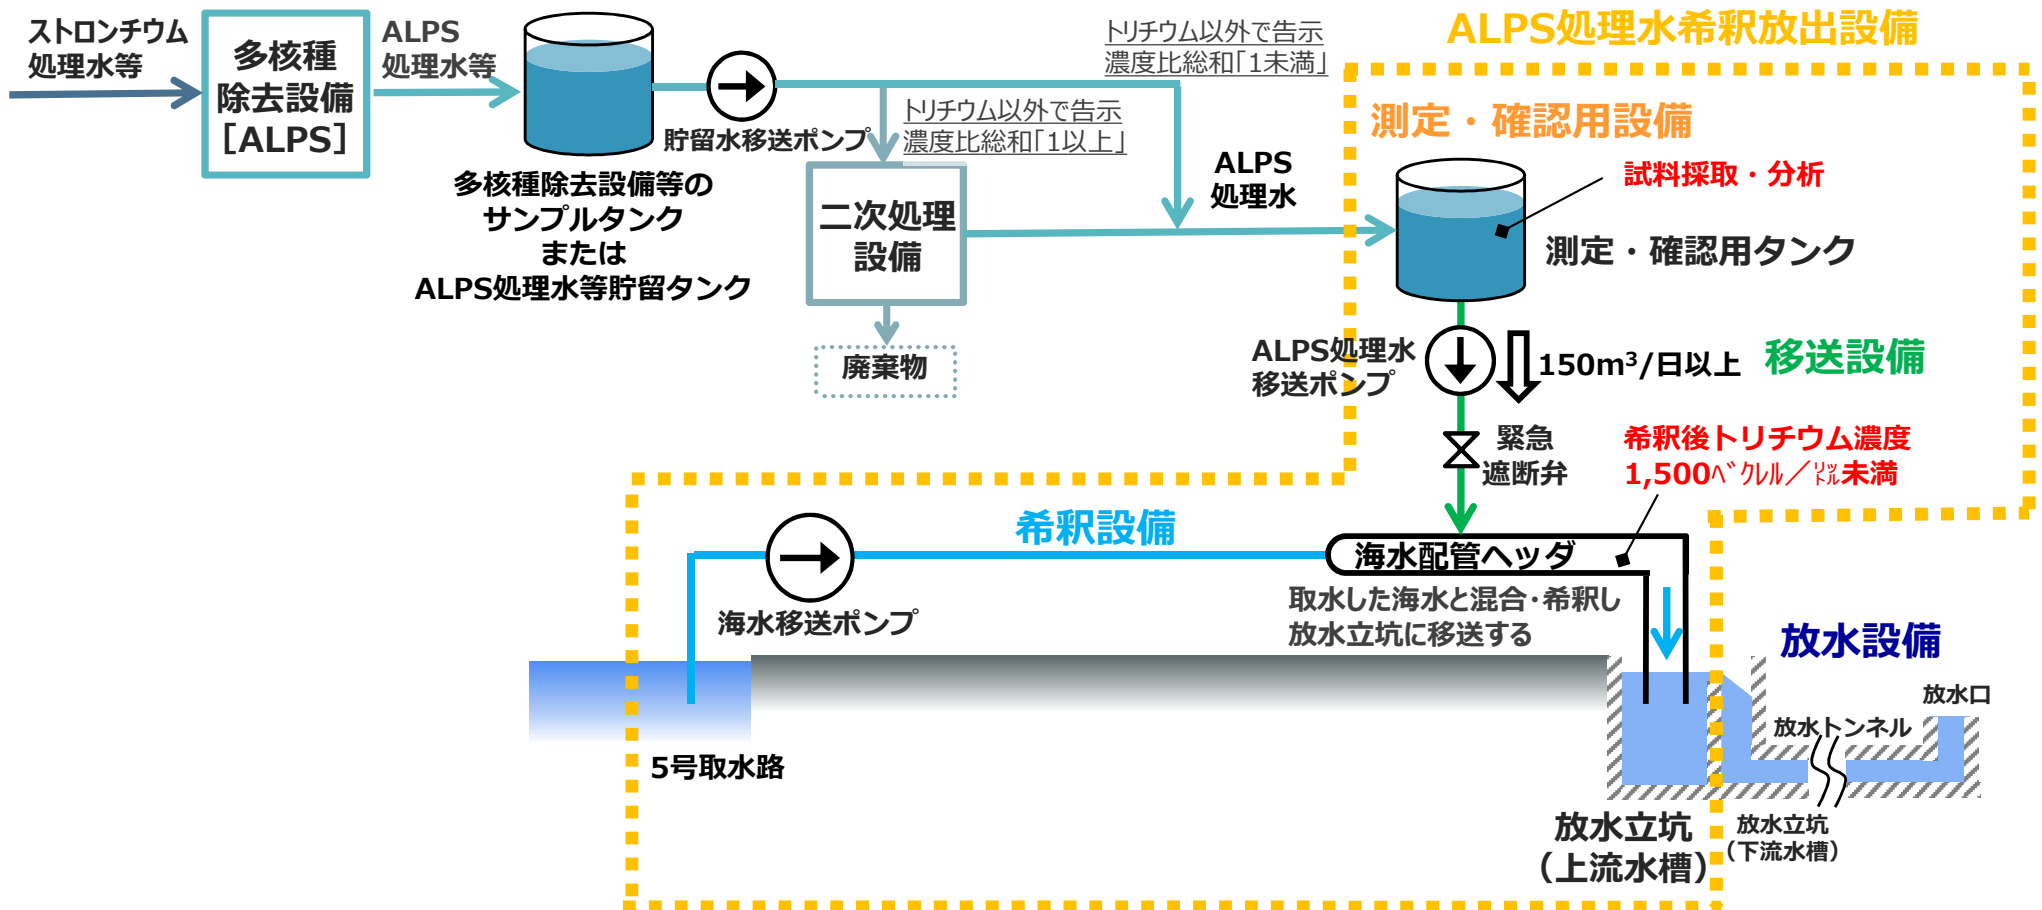 ストロンチウム
処理水等
多核種
除去設備
[ALPS]
ALPS
処理水等
貯留水移送ポンプ
多核種除去設備等の
サンプルタンク
または
ALPS処理水等貯留タンク
トリチウム以外で告示
濃度比総和「1未満」
トリチウム以外で告示
濃度比総和「1以上」
二次処理
設備
廃棄物
ALPS
処理水
ALPS処理水希釈放出設備
測定・確認用設備
試料採取・分析
測定・確認用タンク
ALPS処理水
移送ポンプ
150m³/日以上
移送設備
緊急
遮断弁
希釈後トリチウム濃度
1,500ﾍﾞｸﾚﾙ／㍑未満
希釈設備
海水移送ポンプ
海水配管ヘッダ
取水した海水と混合・希釈し
放水立坑に移送する
5号取水路
放水設備
放水口
放水トンネル
放水立坑
（上流水槽）
放水立坑
（下流水槽）